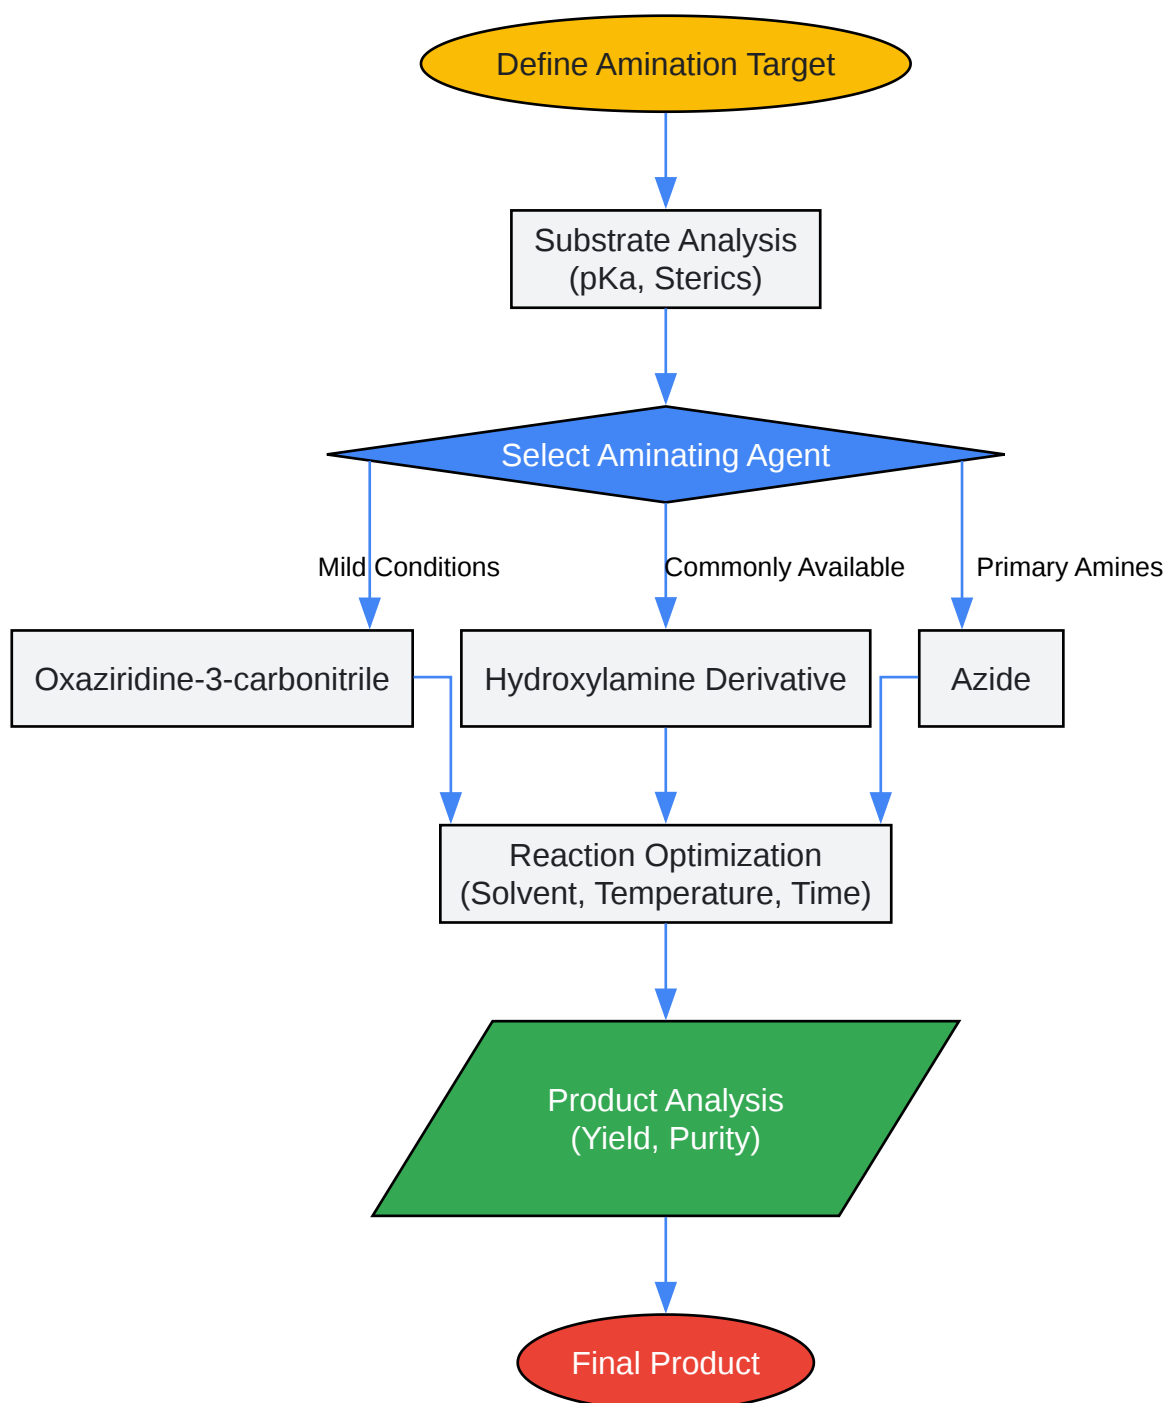 Define Amination Target
Substrate Analysis
(pKa, Sterics)
Select Aminating Agent
Mild Conditions
Commonly Available
Primary Amines
Oxaziridine-3-carbonitrile
Hydroxylamine Derivative
Azide
Reaction Optimization
(Solvent, Temperature, Time)
Product Analysis
(Yield, Purity)
Final Product